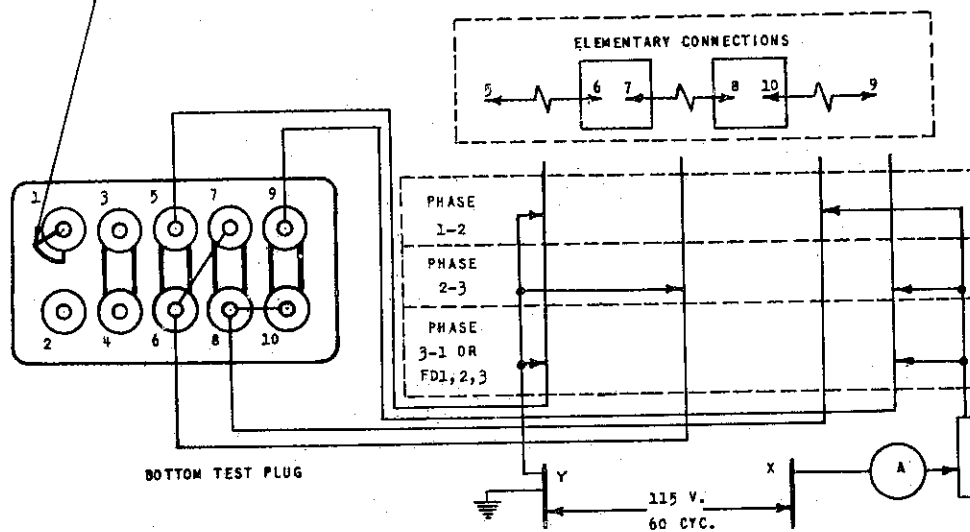 ELEMENTARY CONNECTIONS
5 6 7 8 10 9
1 3 5 7 9
2 4 6 8 10
BOTTOM TEST PLUG
PHASE
1-2
PHASE
2-3
PHASE
3-1 OR
FD1,2,3
Y X A
115 V.
60 CYC.